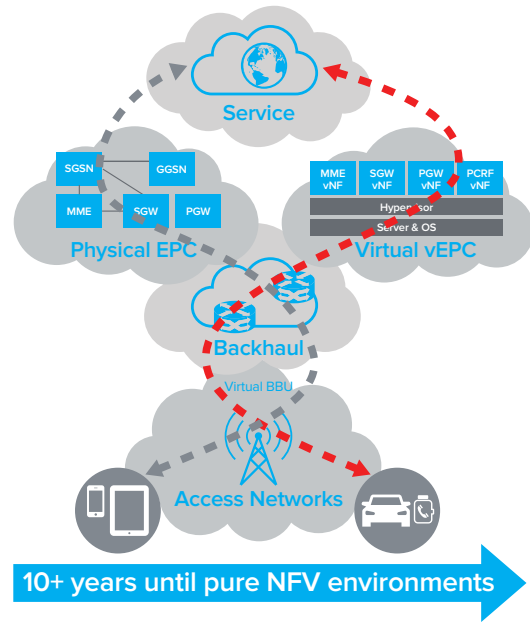 Service
SGSN
GGSN
MME
SGW
PGW
Physical EPC
MME
vNF
SGW
vNF
PGW
vNF
PCRF
vNF
Hypervisor
Server & OS
Virtual vEPC
Backhaul
Virtual BBU
Access Networks
10+ years until pure NFV environments